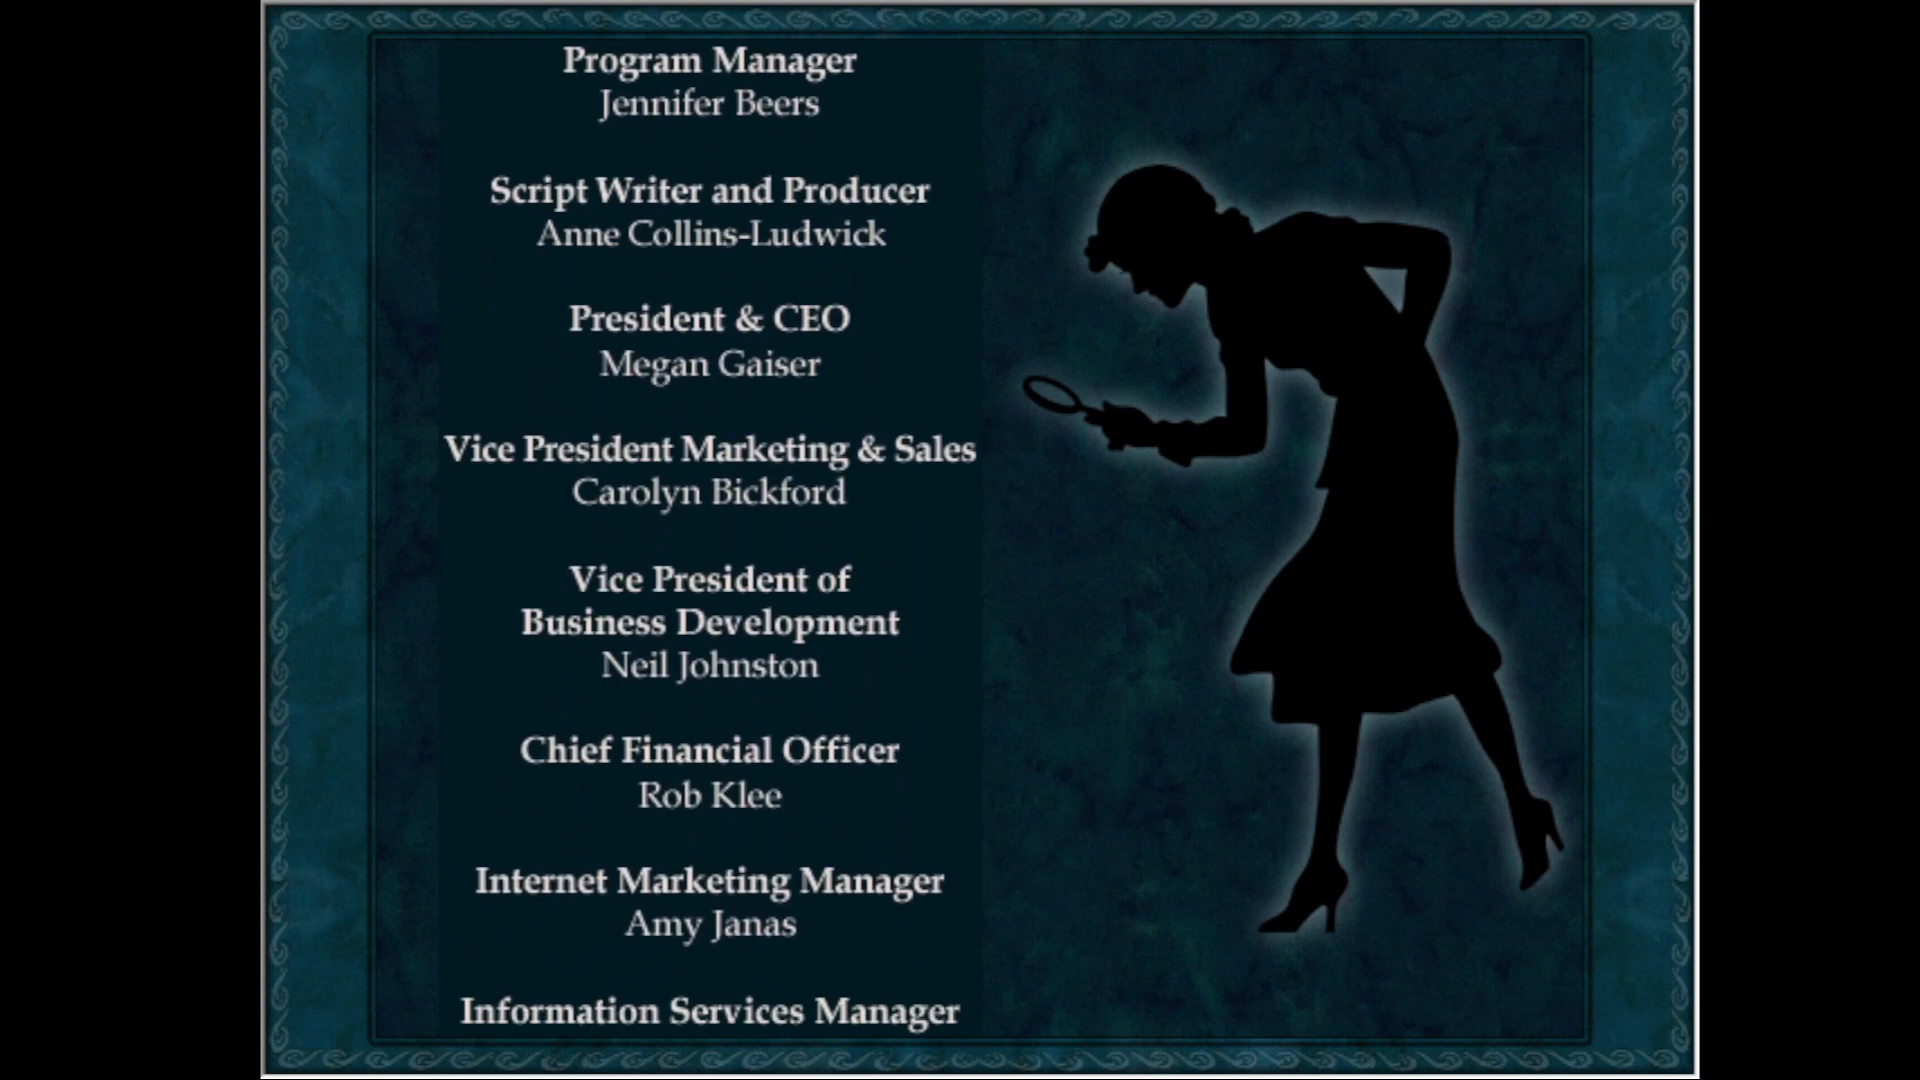 Program Manager
Jennifer Beers
Script Writer and Producer
Anne Collins-Ludwick
President & CEO
Megan Gaiser
Vice President Marketing & Sales
Carolyn Bickford
Vice President of
Business Development
Neil Johnston
Chief Financial Officer
Rob Klee
Internet Marketing Manager
Amy Janas
Information Services Manager